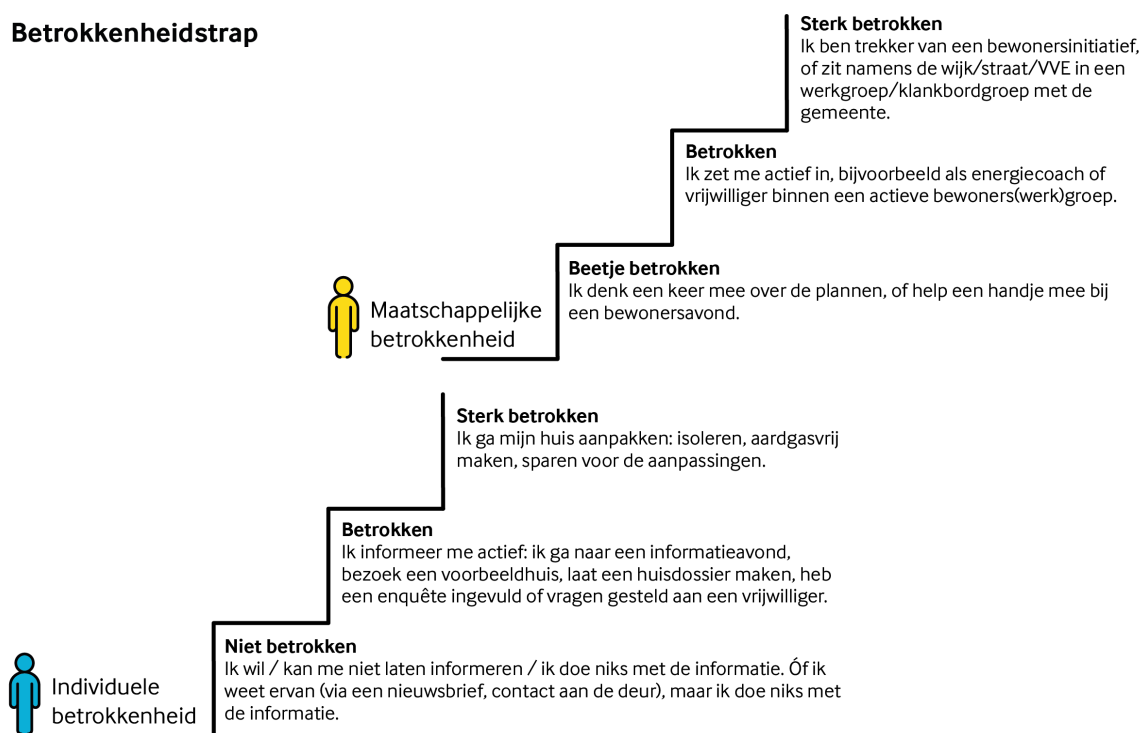 Betrokkenheidstrap
Sterk betrokken
Ik ben trekker van een bewonersinitiatief,
of zit namens de wijk/straat/VVE in een
werkgroep/klankbordgroep met de
gemeente.
Betrokken
Ik zet me actief in, bijvoorbeeld als energiecoach of
vrijwilliger binnen een actieve bewoners(werk)groep.
Beetje betrokken
Ik denk een keer mee over de plannen, of help een handje mee bij
een bewonersavond.
Maatschappelijke
betrokkenheid
Sterk betrokken
Ik ga mijn huis aanpakken: isoleren, aardgasvrij
maken, sparen voor de aanpassingen.
Betrokken
Ik informeer me actief: ik ga naar een informatieavond,
bezoek een voorbeeldhuis, laat een huisdossier maken, heb
een enquête ingevuld of vragen gesteld aan een vrijwilliger.
Niet betrokken
Ik wil / kan me niet laten informeren / ik doe niks met de informatie. Óf ik
weet ervan (via een nieuwsbrief, contact aan de deur), maar ik doe niks met
de informatie.
Individuele
betrokkenheid